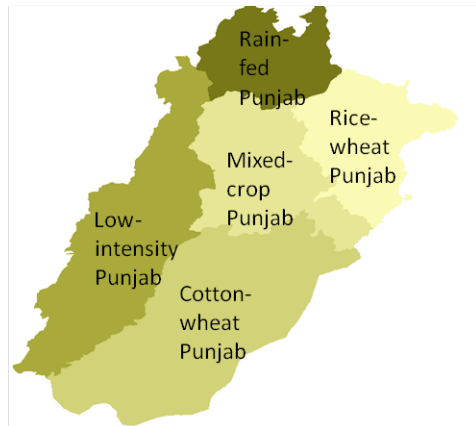 Rain-
fed
Punjab
Rice-
wheat
Punjab
Mixed-
crop
Punjab
Low-
intensity
Punjab
Cotton-
wheat
Punjab